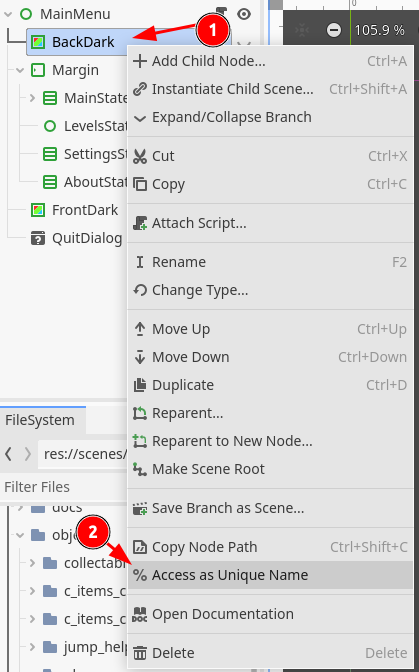 MainMenu
1
0
BackDark
105.9 %
Margin
Add Child Node... Ctrl+A
MainState
Instantiate Child Scene... Ctrl+Shift+A
Expand/Collapse Branch
LevelsSt
SettingsSt
Cut Ctrl+X
AboutStat
Copy Ctrl+C
FrontDark
Attach Script...
QuitDialog
Rename F2
Change Type...
Move Up Ctrl+Up
Move Down Ctrl+Down
Duplicate Ctrl+D
Reparent...
FileSystem
Reparent to New Node...
res://scenes/
Make Scene Root
Filter Files
Save Branch as Scene...
docs
obje
2
Copy Node Path Ctrl+Shift+C
collectab
% Access as Unique Name
c_items_c
Open Documentation
c_items_c
jump_help
Delete Delete